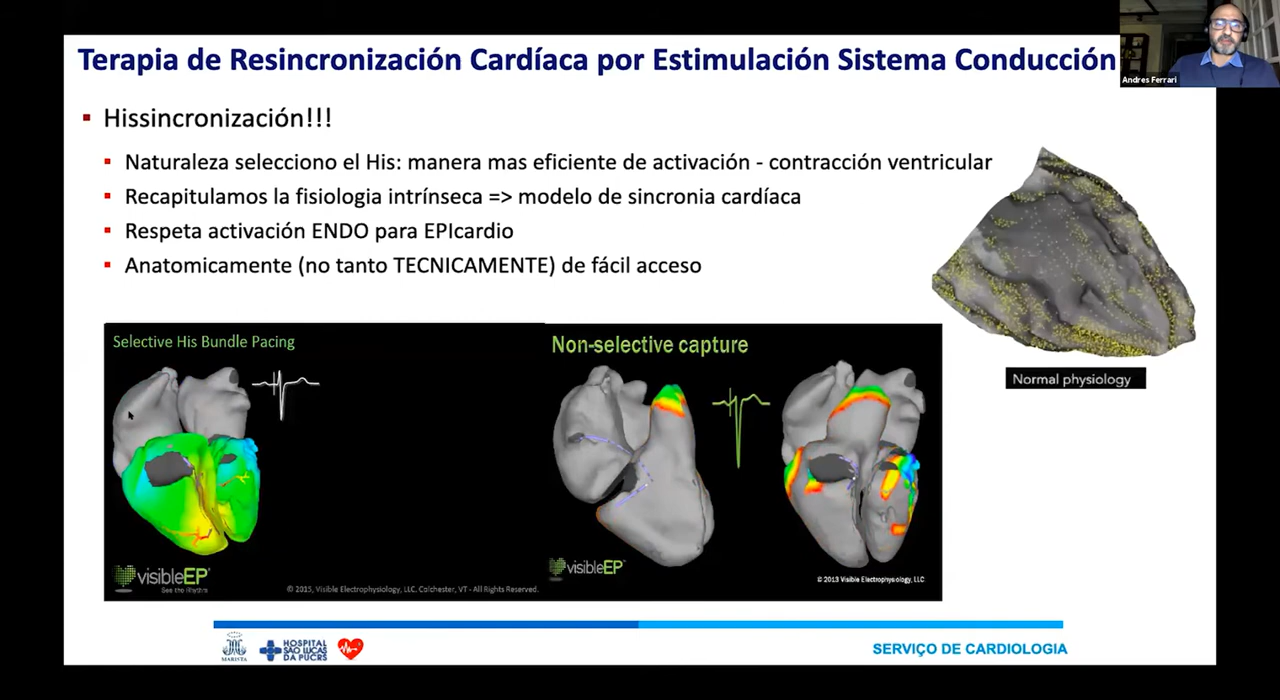 Terapia de Resincronización Cardíaca por Estimulación Sistema Conducción
Andres Ferrari
Hissincronización!!!
Naturaleza selecciono el His: manera mas eficiente de activación - contracción ventricular
Recapitulamos la fisiologia intrínseca => modelo de sincronia cardíaca
Respeta activación ENDO para EPIcardio
Anatomicamente (no tanto TECNICAMENTE) de fácil acceso
Normal physiology
Selective His Bundle Pacing
Non-selective capture
visibleEP
See the Rhythm
© 2015, Visible Electrophysiology, LLC. Colchester, VT - All Rights Reserved.
visibleEP
© 2013 Visible Electrophysiology, LLC
MARISTA
HOSPITAL
SÃO LUCAS
DA PUCRS
SERVIÇO DE CARDIOLOGIA